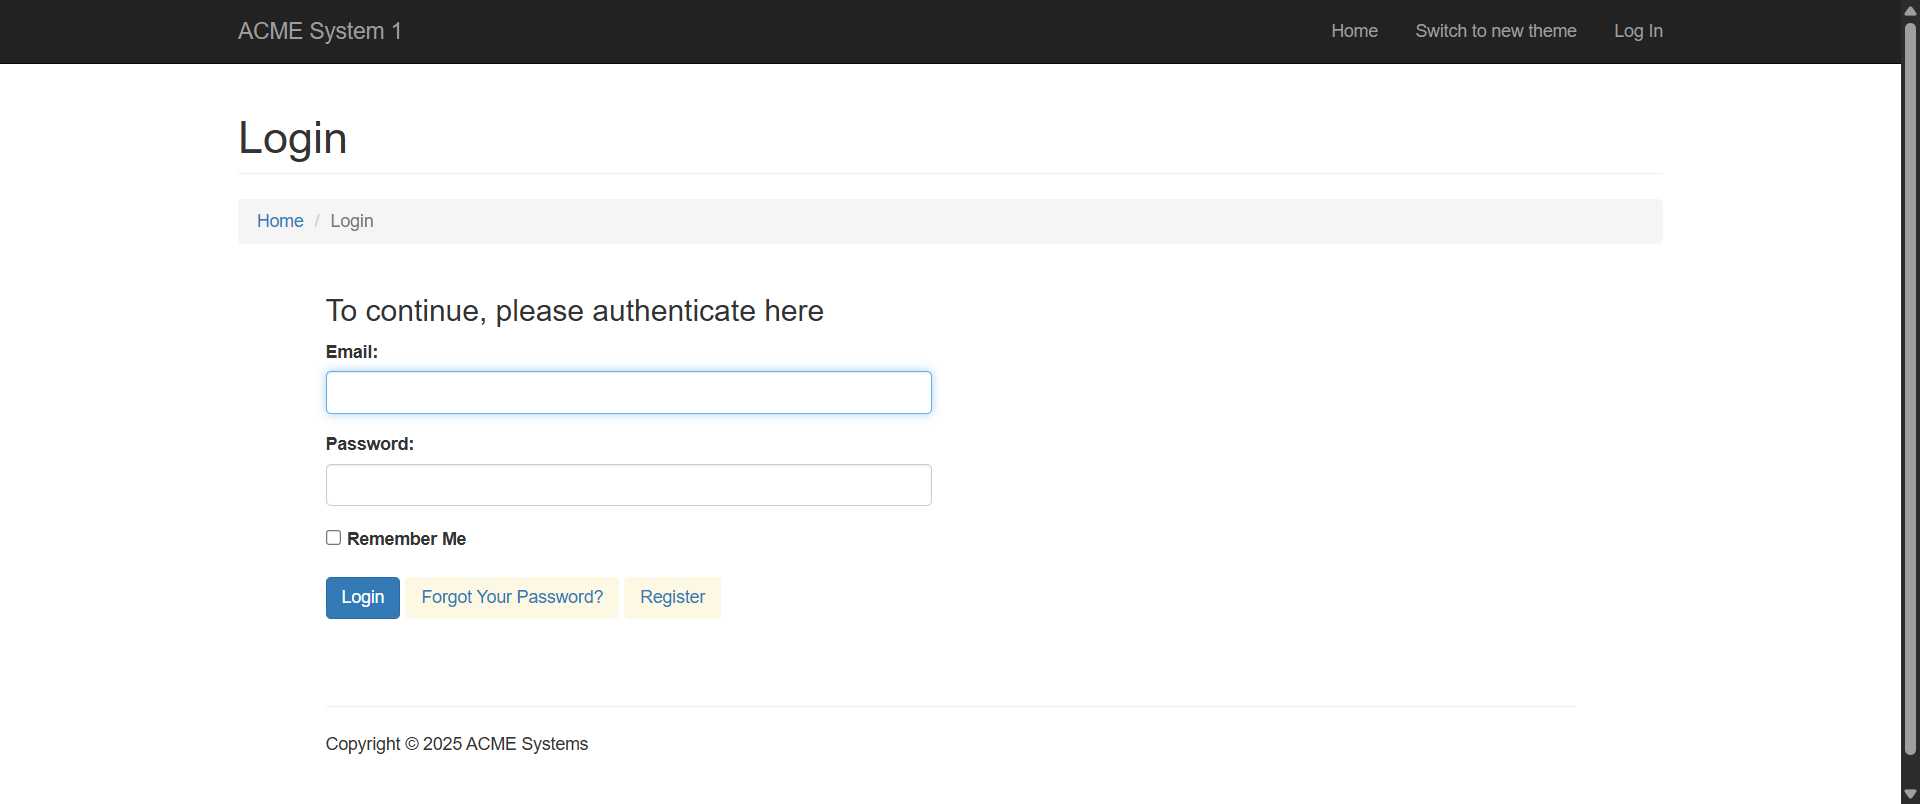 ACME System 1 Home Switch to new theme Log In
Login
Home / Login
To continue, please authenticate here
Email:
Password:
Remember Me
Login Forgot Your Password? Register
Copyright © 2025 ACME Systems